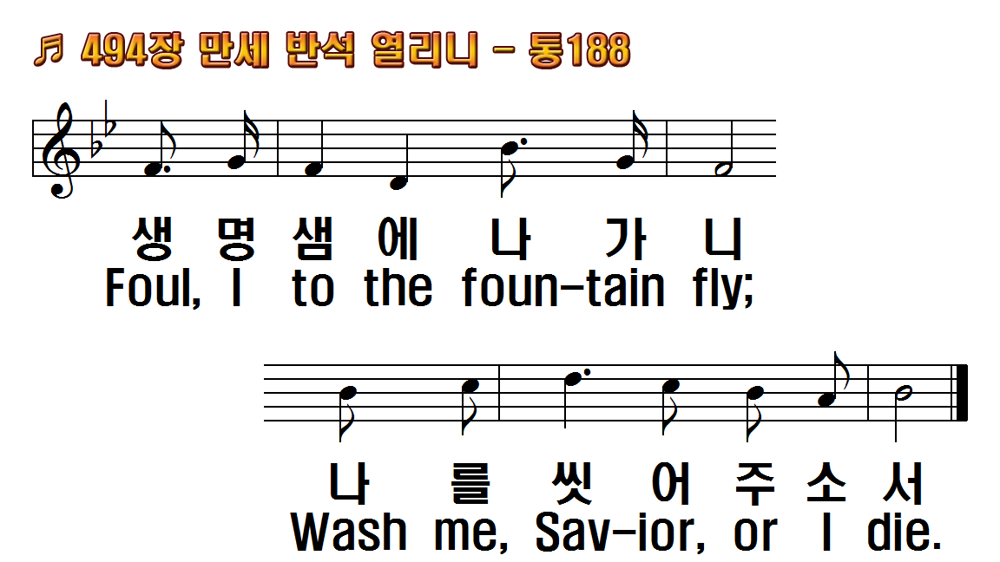 ♬ 494장 만세 반석 열리니 - 통188
생 명 샘 에 나 가 니
Foul, I to the foun-tain fly;
나 를 씻 어 주 소 서
Wash me, Sav-ior, or I die.